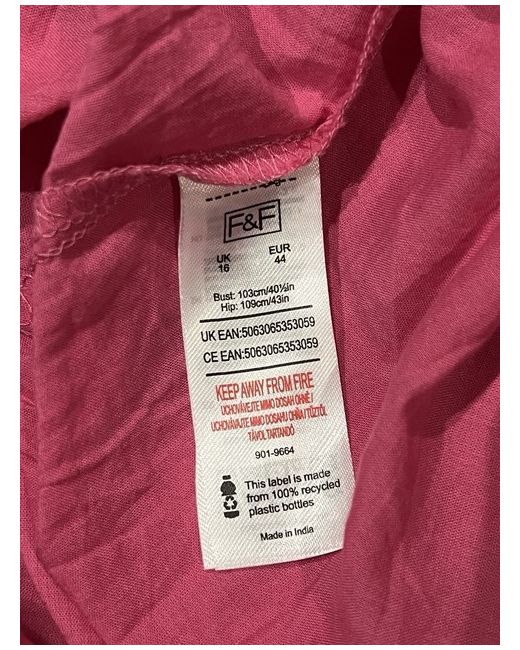 F&F
UK EUR
16 44
Bust: 103cm/40½in
Hip: 109cm/43in
UK EAN:5063065353059
CE EAN:5063065353059
KEEP AWAY FROM FIRE
UCHOVÁVEJTE MIMO DOSAH OHNĚ /
UCHOVÁVAJTE MIMO DOSAHU OHŇA / TŰZTŐL
TÁVOL TARTANDÓ
901-9664
This label is made
from 100% recycled
plastic bottles
Made in India